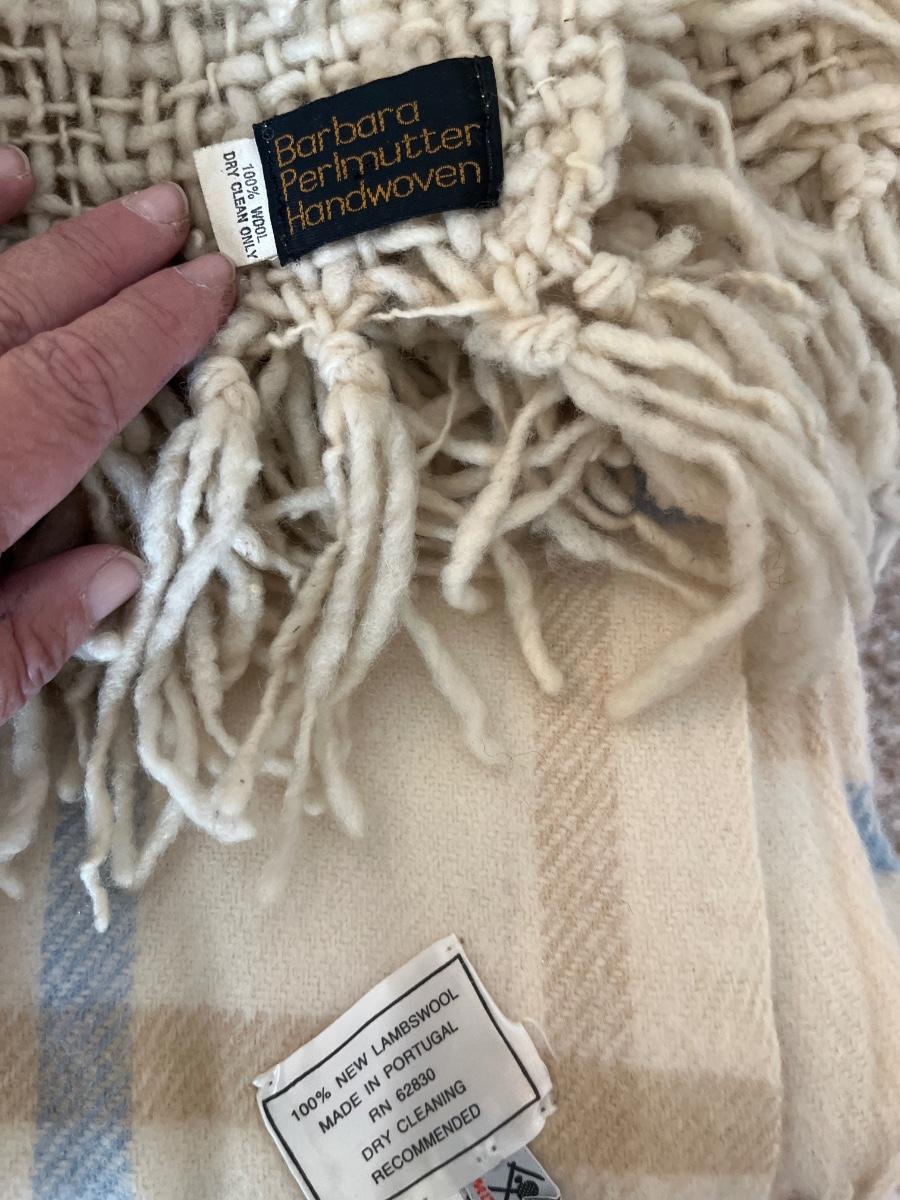 Barbara
Perlmutter
Handwoven
100% WOOL
DRY CLEAN ONLY
100% NEW LAMBSWOOL
MADE IN PORTUGAL
RN 62830
DRY CLEANING
RECOMMENDED